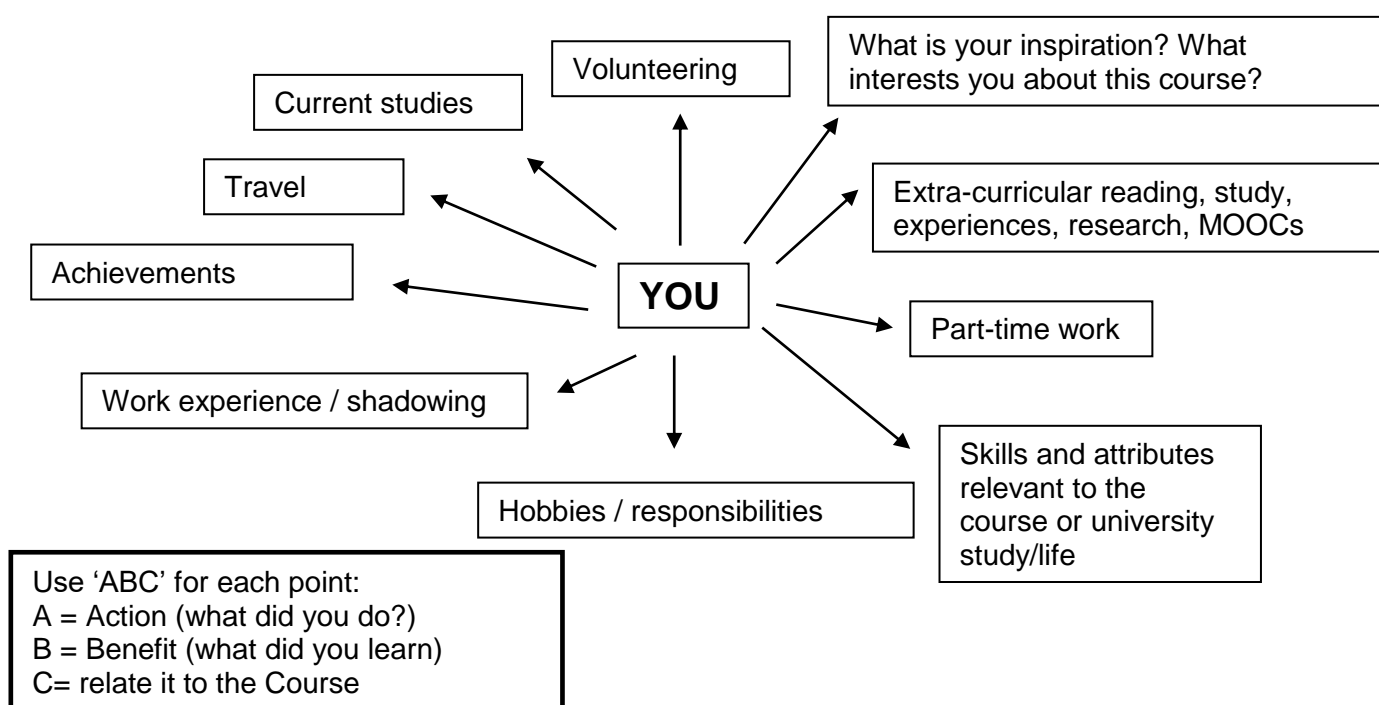 What is your inspiration? What
interests you about this course?
Volunteering
Current studies
Travel
Extra-curricular reading, study,
experiences, research, MOOCs
Achievements
YOU
Part-time work
Work experience / shadowing
Skills and attributes
relevant to the
course or university
study/life
Hobbies / responsibilities
Use ‘ABC’ for each point:
A = Action (what did you do?)
B = Benefit (what did you learn)
C= relate it to the Course